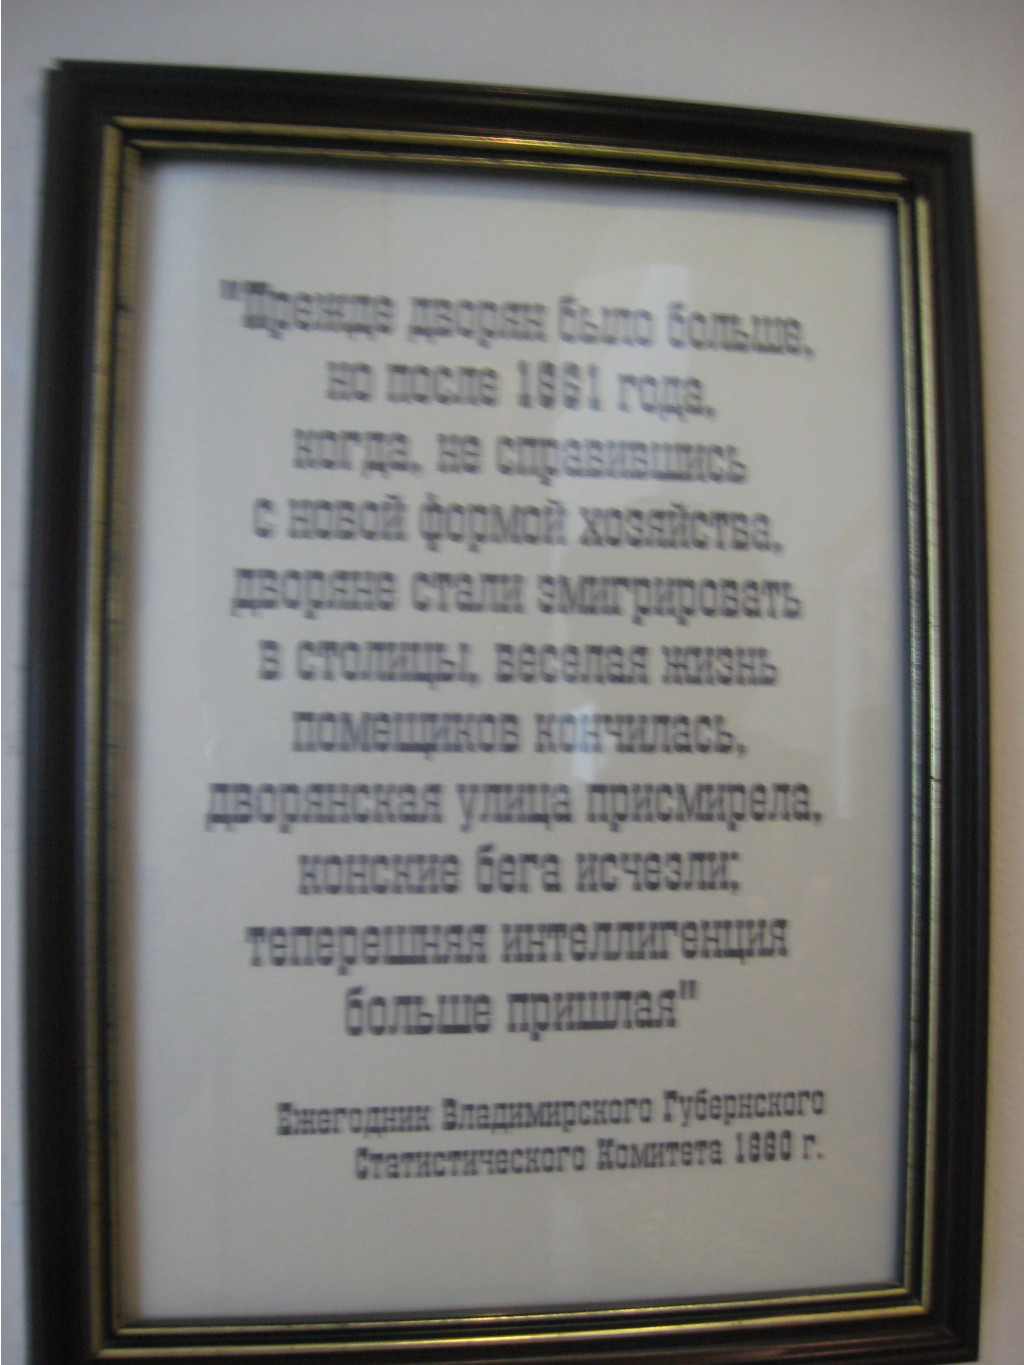 "Прежде дворян было больше,
но после 1861 года,
когда, не справившись
с новой формой хозяйства,
дворяне стали эмигрировать
в столицы, веселая жизнь
помещиков кончилась,
дворянская улица присмирела,
конские бега исчезли;
теперешняя интеллигенция
больше пришлая"
Ежегодник Владимирского Губернского
Статистического Комитета 1880 г.